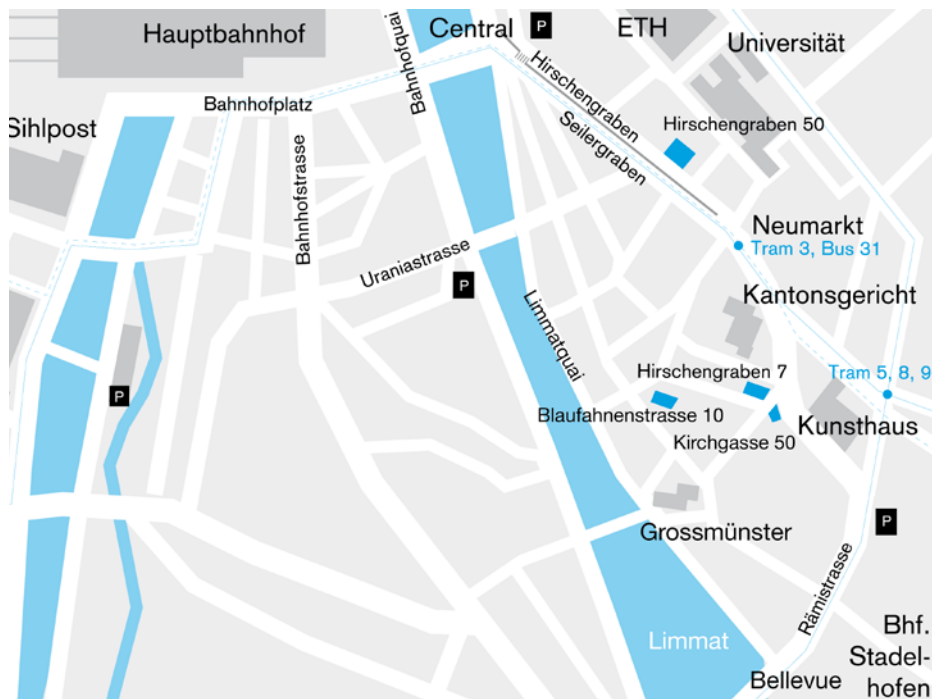 Hauptbahnhof
Bahnhofquai
Central
P
ETH
Universität
Bahnhofplatz
Sihlpost
Hirschengraben
Seilergraben
Hirschengraben 50
Bahnhofstrasse
Bahnhofquai
Neumarkt
Tram 3, Bus 31
Uraniastrasse
P
Kantonsgericht
Limmatquai
Hirschengraben 7
Tram 5, 8, 9
P
Blaufahnenstrasse 10
Kirchgasse 50
Kunsthaus
Grossmünster
P
Rämistrasse
Limmat
Bellevue
Bhf.
Stadel-
hofen